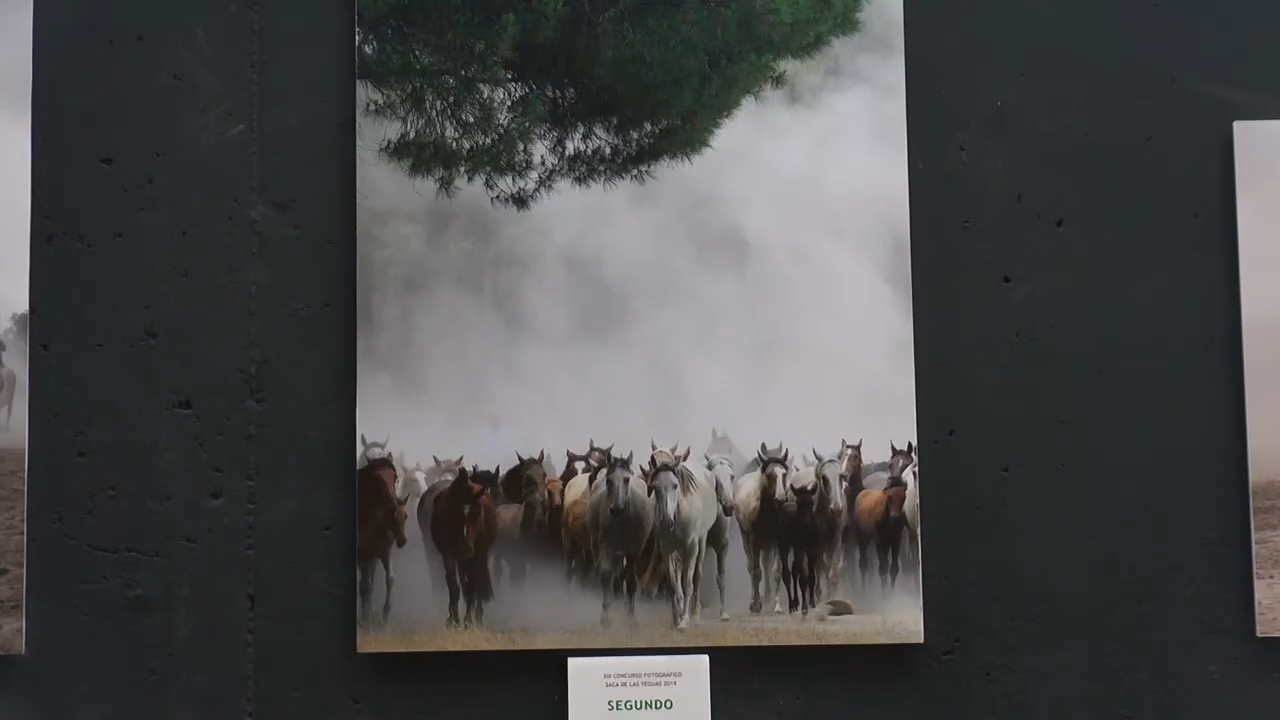 XIII CONCURSO FOTOGRÁFICO
SACA DE LAS YEGUAS 2019
SEGUNDO